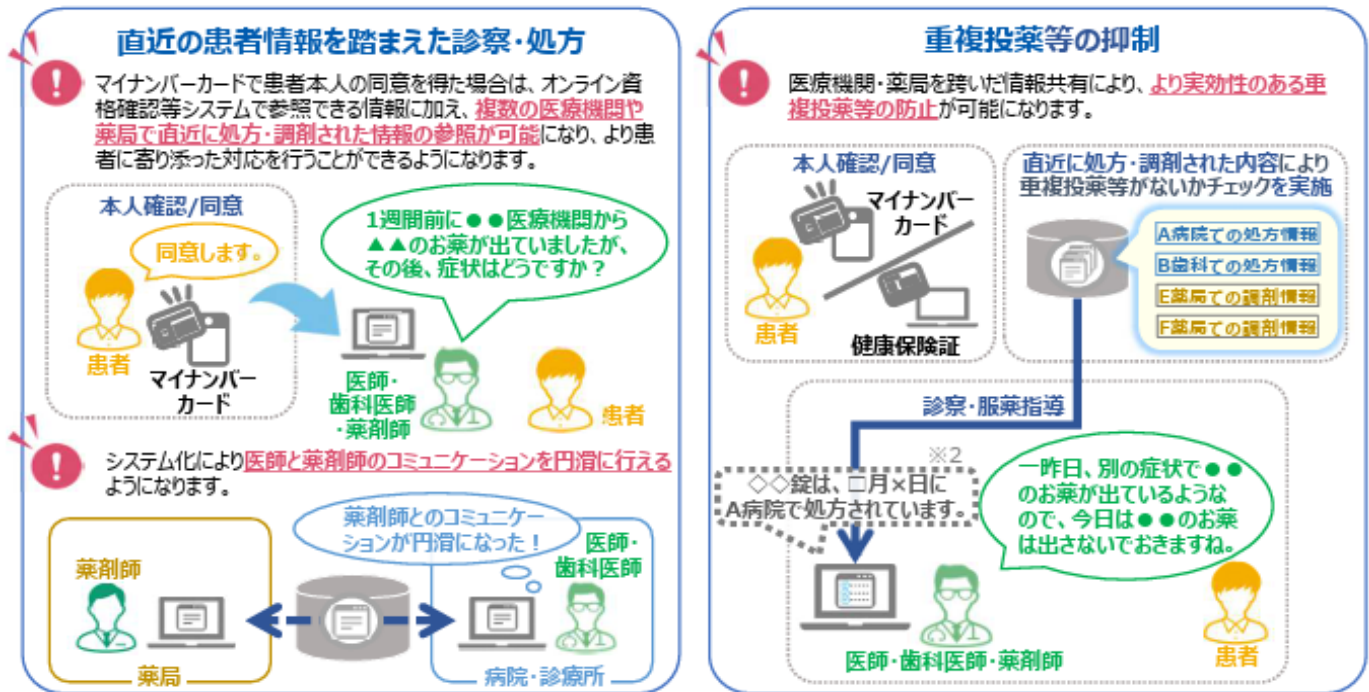 直近の患者情報を踏まえた診察・処方
!
マイナンバーカードで患者本人の同意を得た場合は、オンライン資
格確認等システムで参照できる情報に加え、複数の医療機関や
薬局で直近に処方・調剤された情報の参照が可能になり、より患
者に寄り添った対応を行うことができるようになります。
本人確認/同意
同意します。
患者
マイナンバー
カード
1週間前に●●医療機関から
▲▲のお薬が出ていましたが、
その後、症状はどうですか？
医師・
歯科医師
・薬剤師
患者
!
システム化により医師と薬剤師のコミュニケーションを円滑に行える
ようになります。
薬剤師とのコミュニケー
ションが円滑になった！
薬剤師
薬局
医師・
歯科医師
病院・診療所
重複投薬等の抑制
!
医療機関・薬局を跨いだ情報共有により、より実効性のある重
複投薬等の防止が可能になります。
本人確認/同意
マイナンバー
カード
患者
健康保険証
直近に処方・調剤された内容により
重複投薬等がないかチェックを実施
A病院での処方情報
B歯科での処方情報
E薬局での調剤情報
F薬局での調剤情報
診察・服薬指導
※2
◇◇錠は、□月×日に
A病院で処方されています。
一昨日、別の症状で●●
のお薬が出ているような
ので、今日は●●のお薬
は出さないでおきますね。
医師・歯科医師・薬剤師
患者